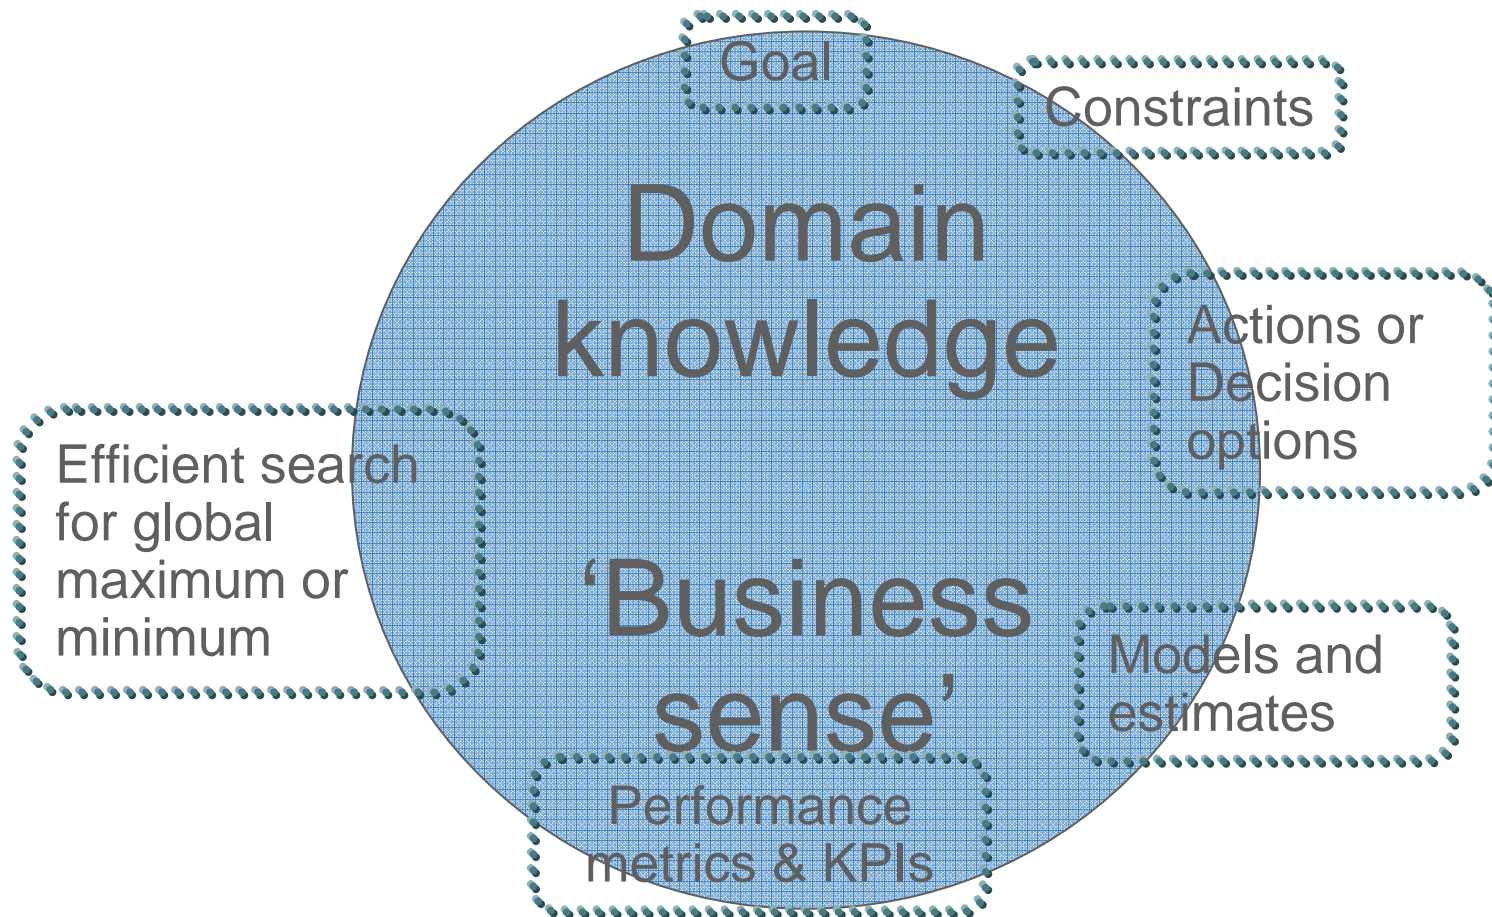 Goal
Constraints
Domain
knowledge
Actions or
Decision
options
Efficient search
for global
maximum or
minimum
‘Business
sense’
Models and
estimates
Performance
metrics & KPIs